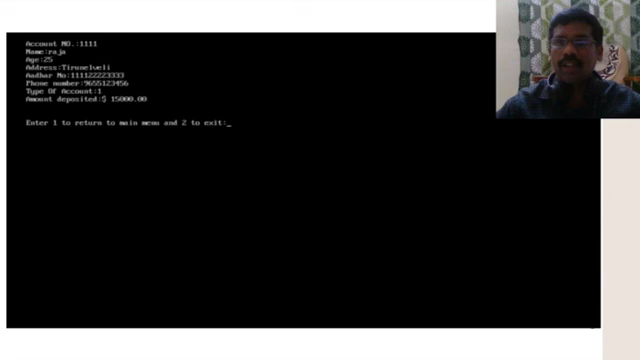 Account NO.:1111
Name:raja
Age:25
Address:Tirunelveli
Aadhar No:111122223333
Phone number:9655123456
Type Of Account:1
Amount deposited:$ 15000.00
Enter 1 to return to main menu and 2 to exit:_